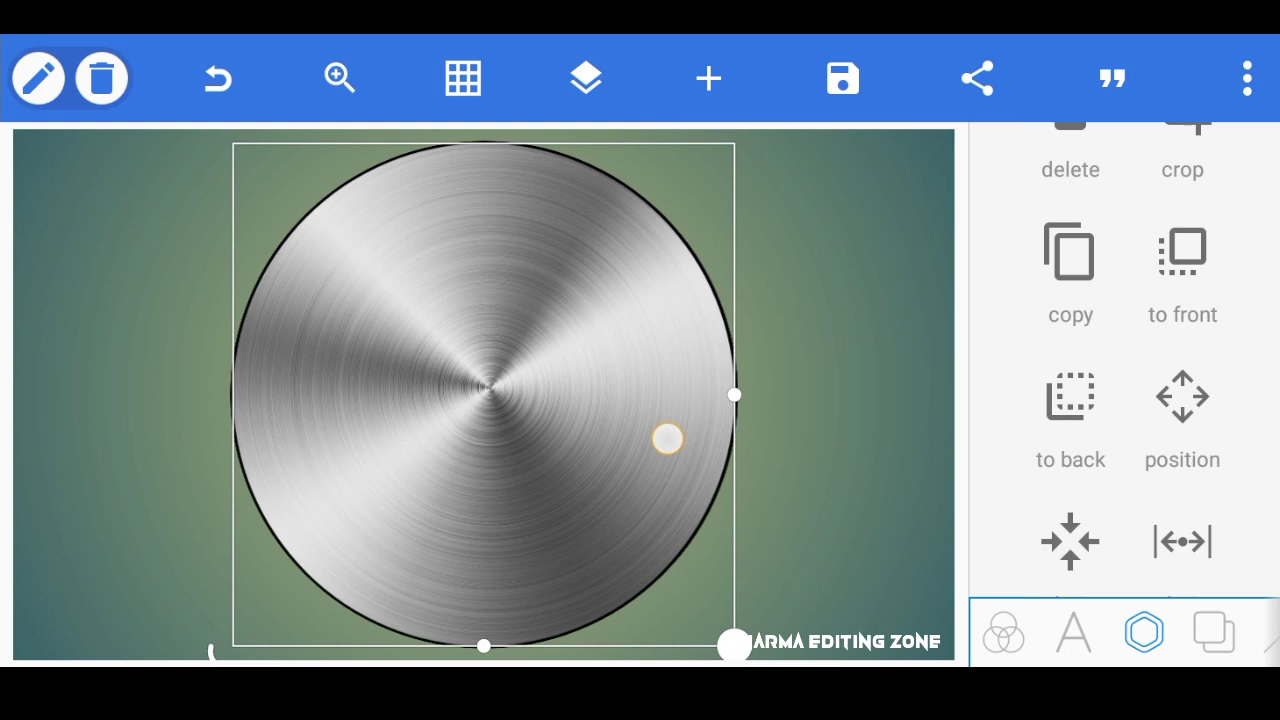 delete
crop
copy
to front
to back
position
ARMA EDITING ZONE